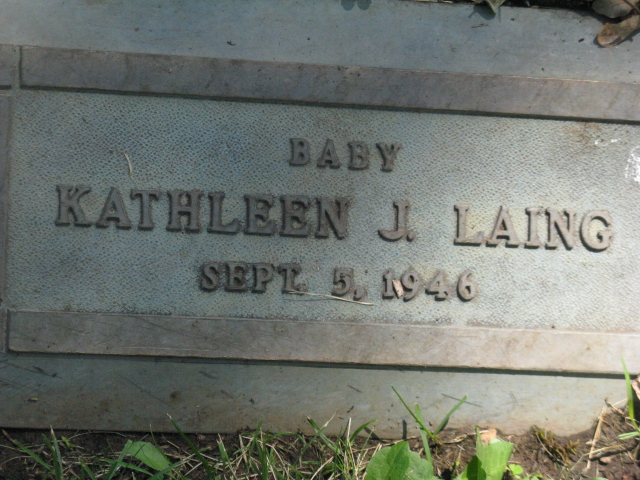 BABY
KATHLEEN J. LAING
SEPT. 5, 1946